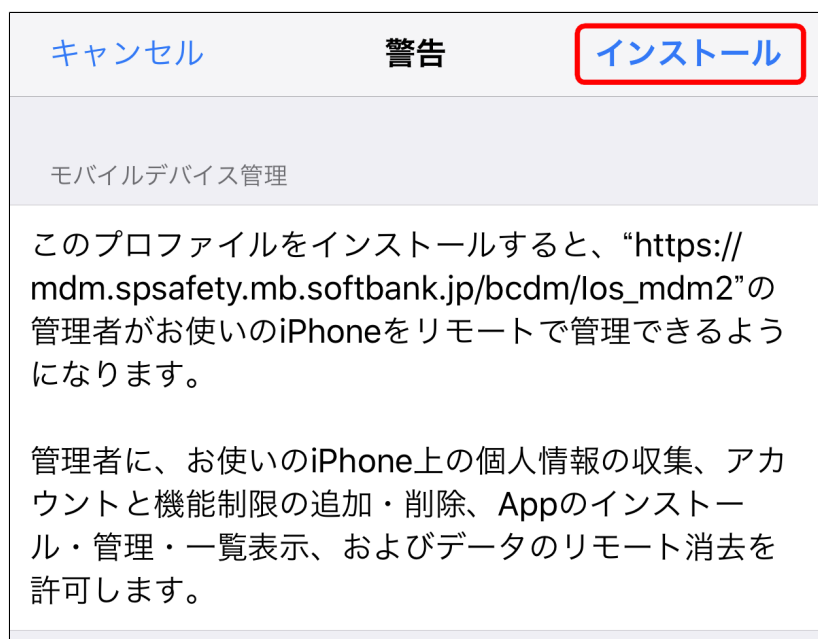 キャンセル 警告 インストール
モバイルデバイス管理
このプロファイルをインストールすると、“https://
mdm.spsafety.mb.softbank.jp/bcdm/Ios_mdm2”の
管理者がお使いのiPhoneをリモートで管理できるよう
になります。
管理者に、お使いのiPhone上の個人情報の収集、アカ
ウントと機能制限の追加・削除、Appのインストー
ル・管理・一覧表示、およびデータのリモート消去を
許可します。